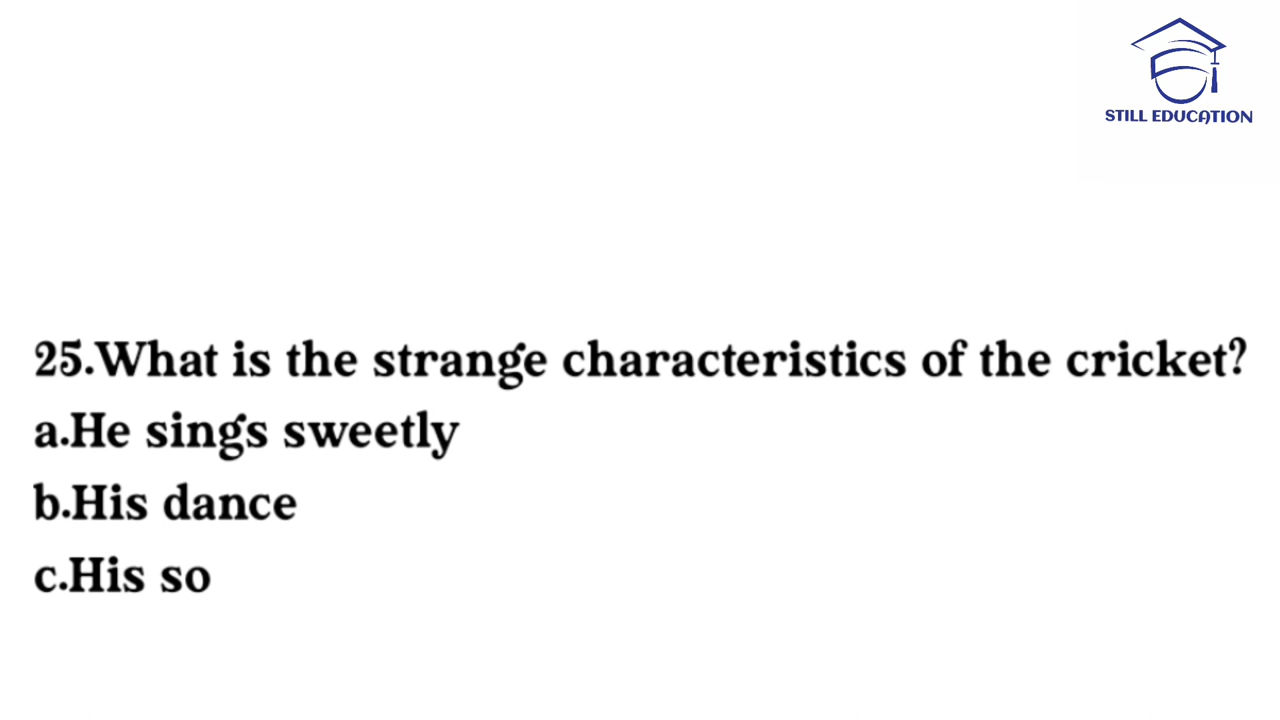 STILL EDUCATION
25.What is the strange characteristics of the cricket?
a.He sings sweetly
b.His dance
c.His so